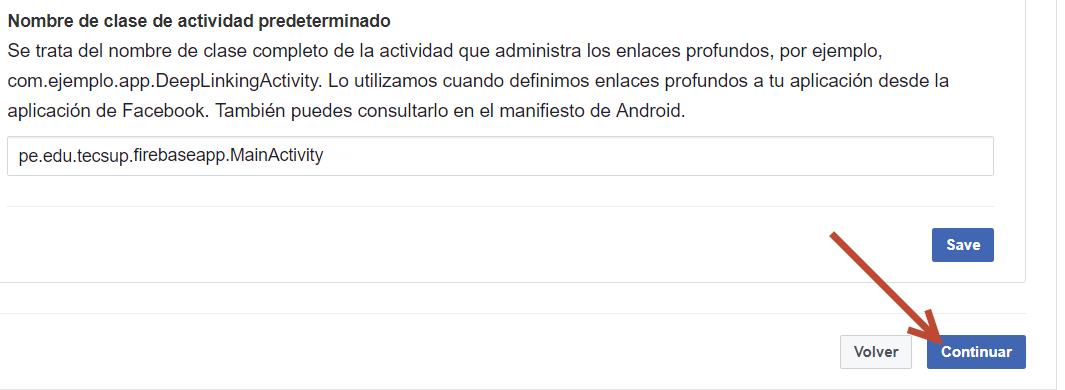 Nombre de clase de actividad predeterminado
Se trata del nombre de clase completo de la actividad que administra los enlaces profundos, por ejemplo,
com.ejemplo.app.DeepLinkingActivity. Lo utilizamos cuando definimos enlaces profundos a tu aplicación desde la
aplicación de Facebook. También puedes consultarlo en el manifiesto de Android.
pe.edu.tecsup.firebaseapp.MainActivity
Save
Volver
Continuar